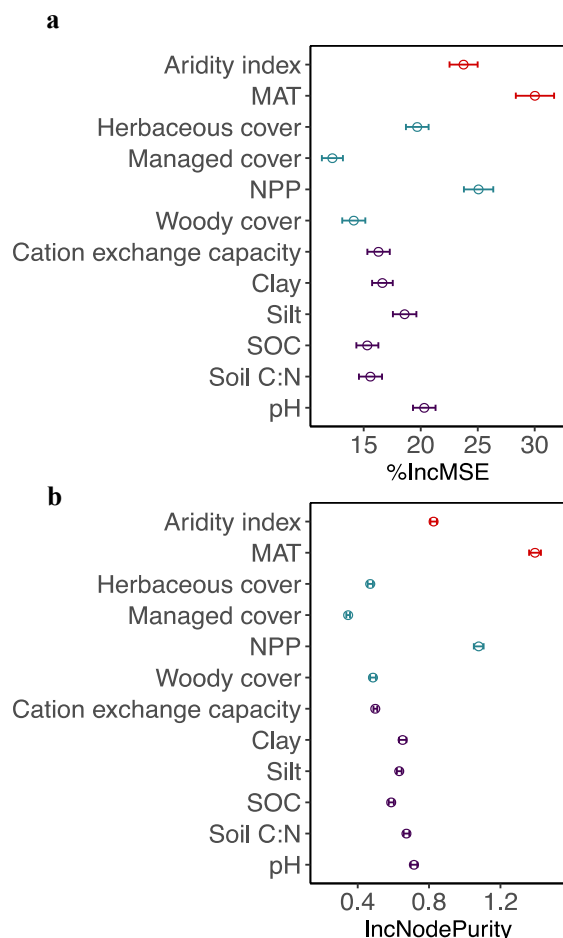 a
Aridity index
MAT
Herbaceous cover
Managed cover
NPP
Woody cover
Cation exchange capacity
Clay
Silt
SOC
Soil C:N
pH
15 20 25 30
%IncMSE
b
Aridity index
MAT
Herbaceous cover
Managed cover
NPP
Woody cover
Cation exchange capacity
Clay
Silt
SOC
Soil C:N
pH
0.4 0.8 1.2
IncNodePurity